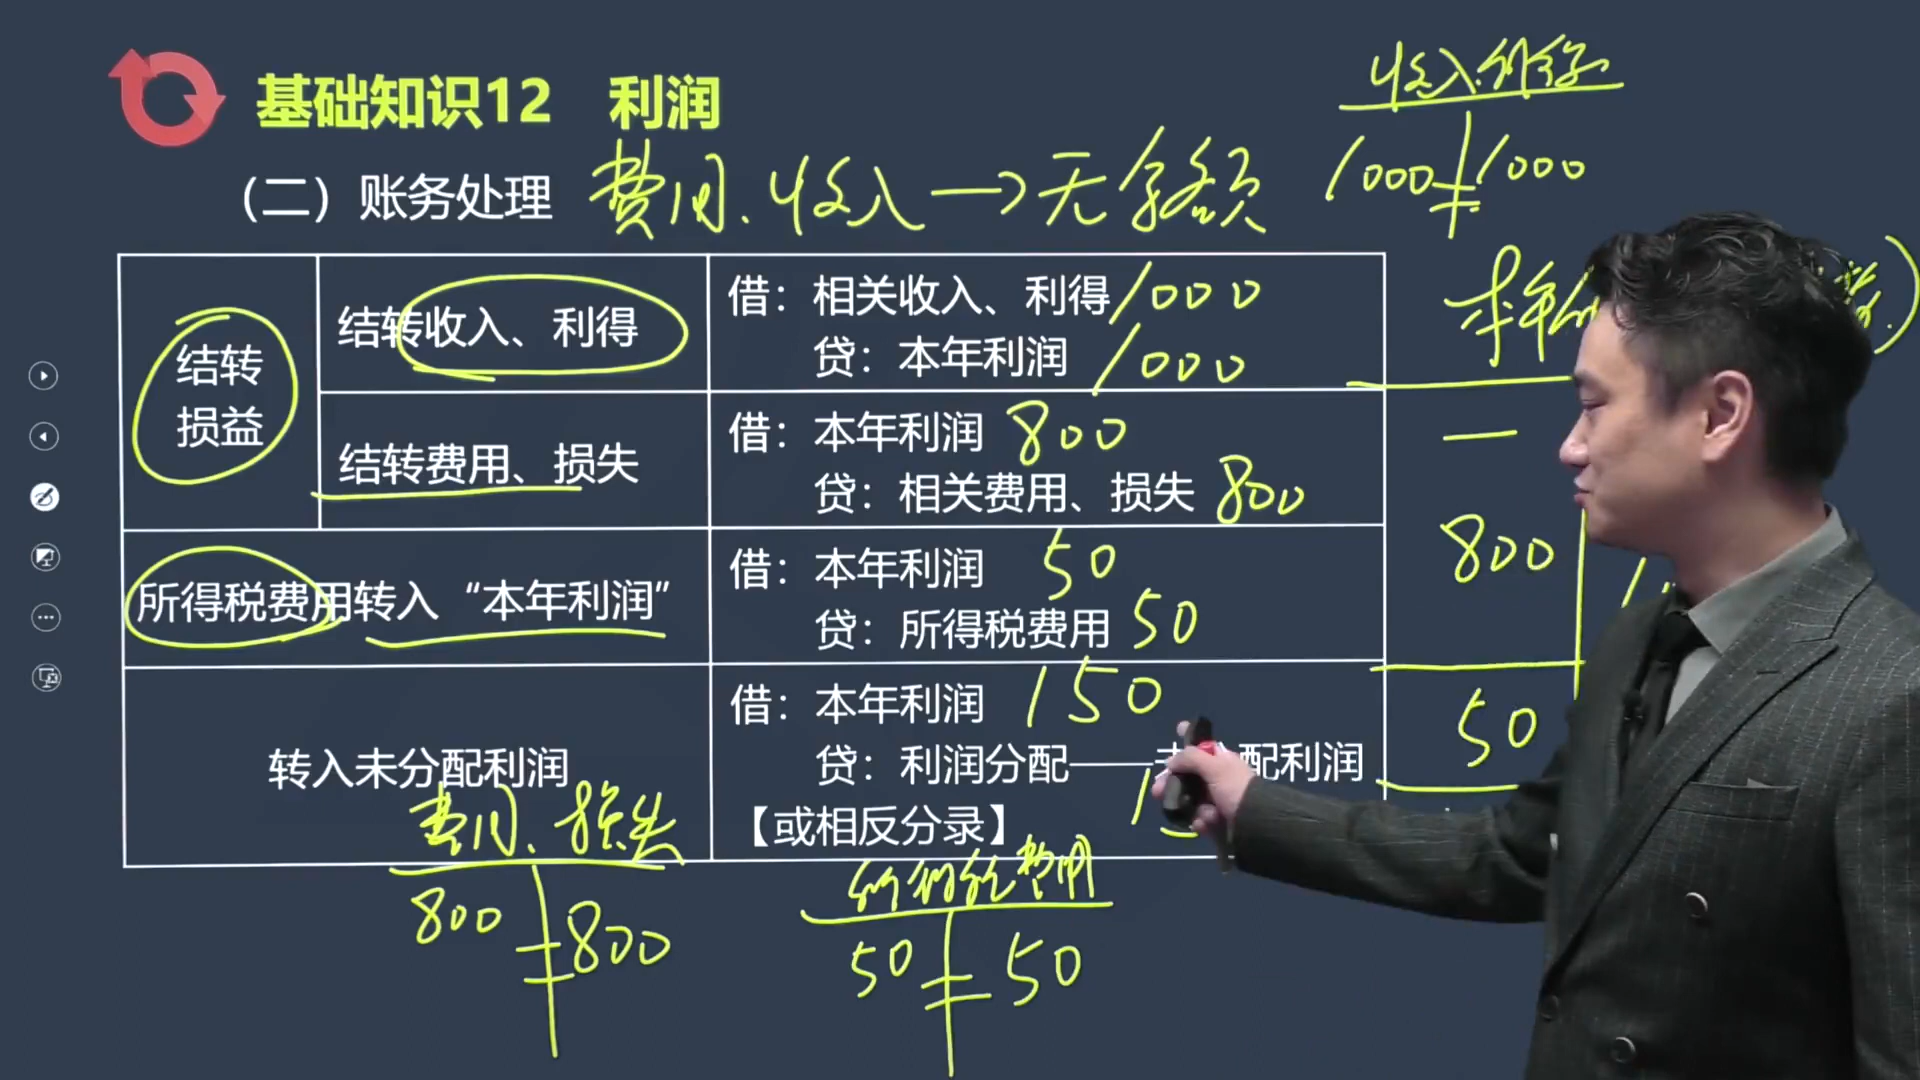 基础知识12 利润
收入.利得
1000 1000
（二）账务处理 费用、收入→无余额
结转损益
结转收入、利得
借：相关收入、利得 1000
贷：本年利润 1000
结转费用、损失
借：本年利润 800
贷：相关费用、损失 800
所得税费用转入“本年利润”
借：本年利润 50
贷：所得税费用 50
转入未分配利润
借：本年利润 150
贷：利润分配——未分配利润
【或相反分录】
本年
800
50
费用、损失
800 800
所得税费用
50 50